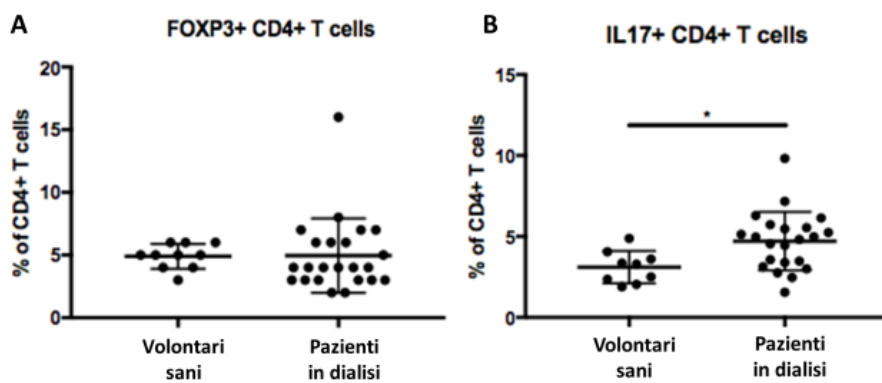 A
FOXP3+ CD4+ T cells
% of CD4+ T cells
20
15
10
5
0
Volontari
sani
Pazienti
in dialisi
B
IL17+ CD4+ T cells
% of CD4+ T cells
15
10
5
0
*
Volontari
sani
Pazienti
in dialisi